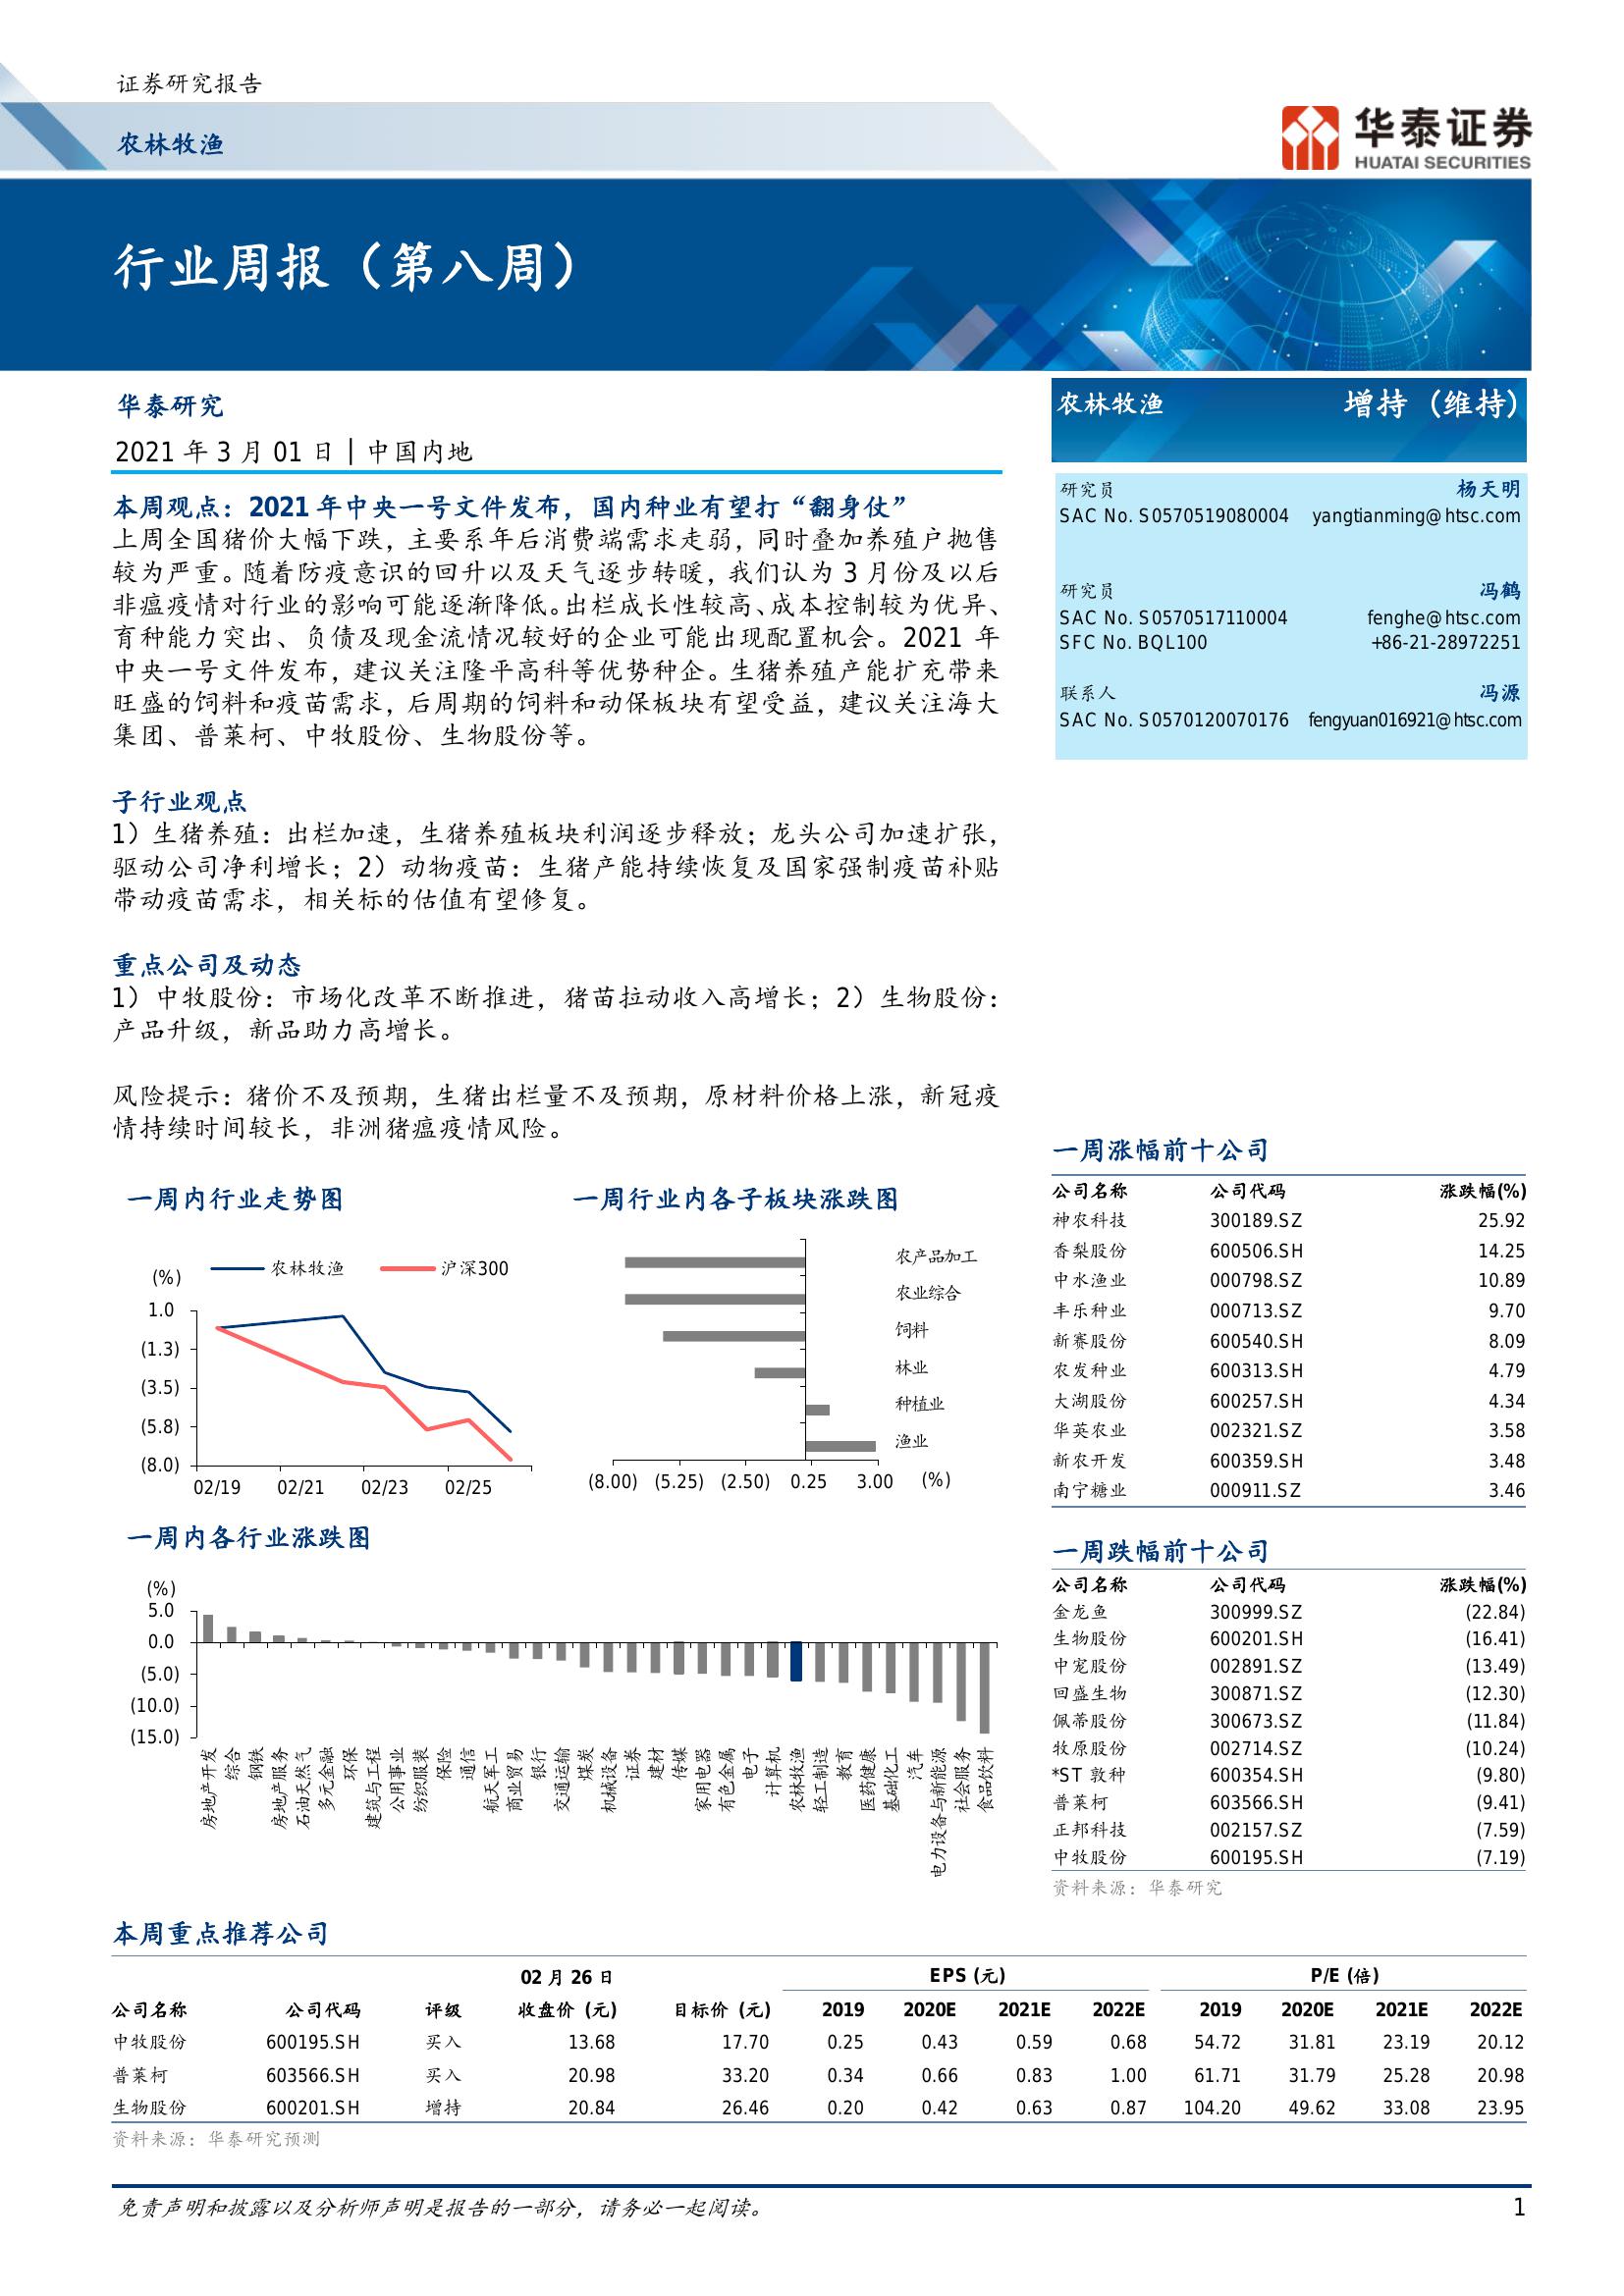 证券研究报告
农林牧渔
华泰证券
HUATAI SECURITIES
行业周报（第八周）
华泰研究
2021 年 3 月 01 日 | 中国内地
本周观点：2021 年中央一号文件发布，国内种业有望打“翻身仗”
上周全国猪价大幅下跌，主要系年后消费端需求走弱，同时叠加养殖户抛售
较为严重。随着防疫意识的回升以及天气逐步转暖，我们认为 3 月份及以后
非瘟疫情对行业的影响可能逐渐降低。出栏成长性较高、成本控制较为优异、
育种能力突出、负债及现金流情况较好的企业可能出现配置机会。2021 年
中央一号文件发布，建议关注隆平高科等优势种企。生猪养殖产能扩充带来
旺盛的饲料和疫苗需求，后周期的饲料和动保板块有望受益，建议关注海大
集团、普莱柯、中牧股份、生物股份等。
子行业观点
1）生猪养殖：出栏加速，生猪养殖板块利润逐步释放；龙头公司加速扩张，
驱动公司净利增长；2）动物疫苗：生猪产能持续恢复及国家强制疫苗补贴
带动疫苗需求，相关标的估值有望修复。
重点公司及动态
1）中牧股份：市场化改革不断推进，猪苗拉动收入高增长；2）生物股份：
产品升级，新品助力高增长。
风险提示：猪价不及预期，生猪出栏量不及预期，原材料价格上涨，新冠疫
情持续时间较长，非洲猪瘟疫情风险。
农林牧渔 增持（维持）
研究员 杨天明
SAC No. S0570519080004 yangtianming@htsc.com
研究员 冯鹤
SAC No. S0570517110004 fenghe@htsc.com
SFC No. BQL100 +86-21-28972251
联系人 冯源
SAC No. S0570120070176 fengyuan016921@htsc.com
一周内行业走势图
(%) 农林牧渔 沪深300
1.0
(1.3)
(3.5)
(5.8)
(8.0)
02/19 02/21 02/23 02/25
一周行业内各子板块涨跌图
农产品加工
农业综合
饲料
林业
种植业
渔业
(8.00) (5.25) (2.50) 0.25 3.00 (%)
一周内各行业涨跌图
(%)
5.0
0.0
(5.0)
(10.0)
(15.0)
房地产开发 综合 钢铁 房地产服务 石油天然气 多元金融 环保 建筑与工程 公用事业 纺织服装 保险 通信 航天军工 商业贸易 银行 交通运输 煤炭 机械设备 证券 建材 传媒 家用电器 有色金属 电子 计算机 农林牧渔 轻工制造 教育 医药健康 基础化工 汽车 电力设备与新能源 社会服务 食品饮料
一周涨幅前十公司
公司名称 公司代码 涨跌幅(%)
神农科技 300189.SZ 25.92
香梨股份 600506.SH 14.25
中水渔业 000798.SZ 10.89
丰乐种业 000713.SZ 9.70
新赛股份 600540.SH 8.09
农发种业 600313.SH 4.79
大湖股份 600257.SH 4.34
华英农业 002321.SZ 3.58
新农开发 600359.SH 3.48
南宁糖业 000911.SZ 3.46
一周跌幅前十公司
公司名称 公司代码 涨跌幅(%)
金龙鱼 300999.SZ (22.84)
生物股份 600201.SH (16.41)
中宠股份 002891.SZ (13.49)
回盛生物 300871.SZ (12.30)
佩蒂股份 300673.SZ (11.84)
牧原股份 002714.SZ (10.24)
*ST 敦种 600354.SH (9.80)
普莱柯 603566.SH (9.41)
正邦科技 002157.SZ (7.59)
中牧股份 600195.SH (7.19)
资料来源：华泰研究
本周重点推荐公司
02 月 26 日 EPS (元) P/E (倍)
公司名称 公司代码 评级 收盘价 (元) 目标价 (元) 2019 2020E 2021E 2022E 2019 2020E 2021E 2022E
中牧股份 600195.SH 买入 13.68 17.70 0.25 0.43 0.59 0.68 54.72 31.81 23.19 20.12
普莱柯 603566.SH 买入 20.98 33.20 0.34 0.66 0.83 1.00 61.71 31.79 25.28 20.98
生物股份 600201.SH 增持 20.84 26.46 0.20 0.42 0.63 0.87 104.20 49.62 33.08 23.95
资料来源：华泰研究预测
免责声明和披露以及分析师声明是报告的一部分，请务必一起阅读。 1